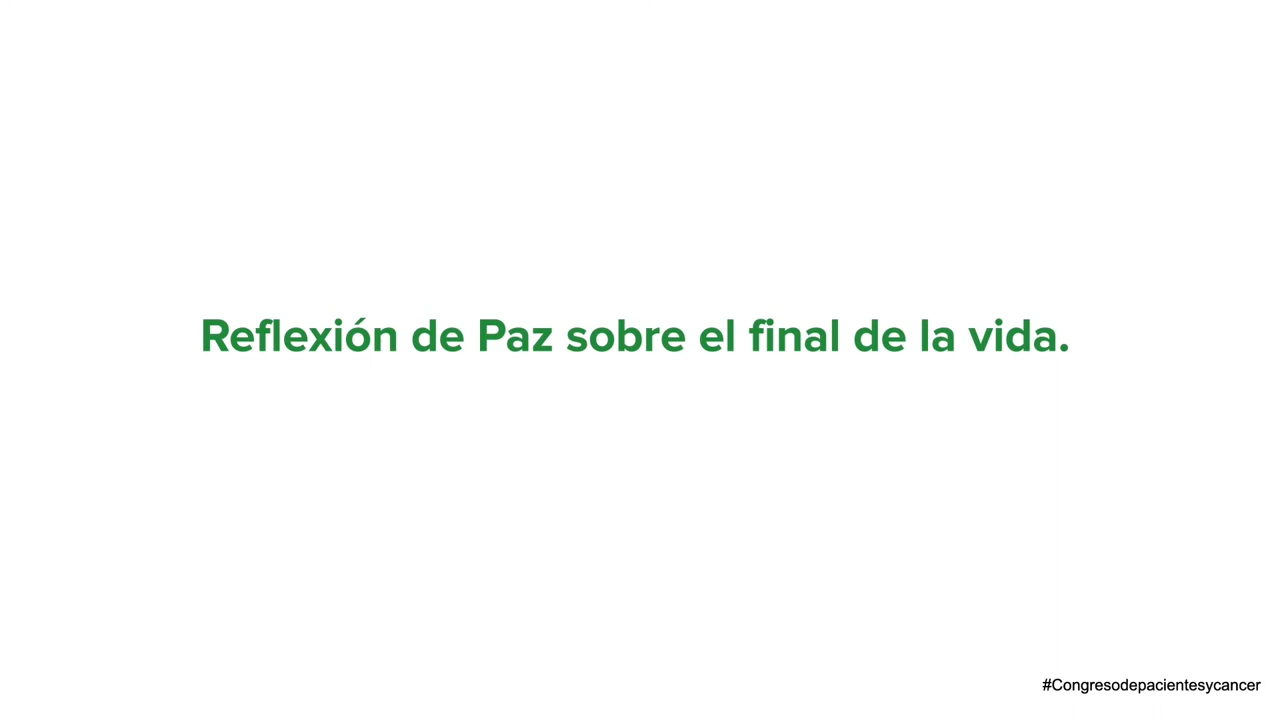 Reflexión de Paz sobre el final de la vida.
#Congresodepacientesycancer